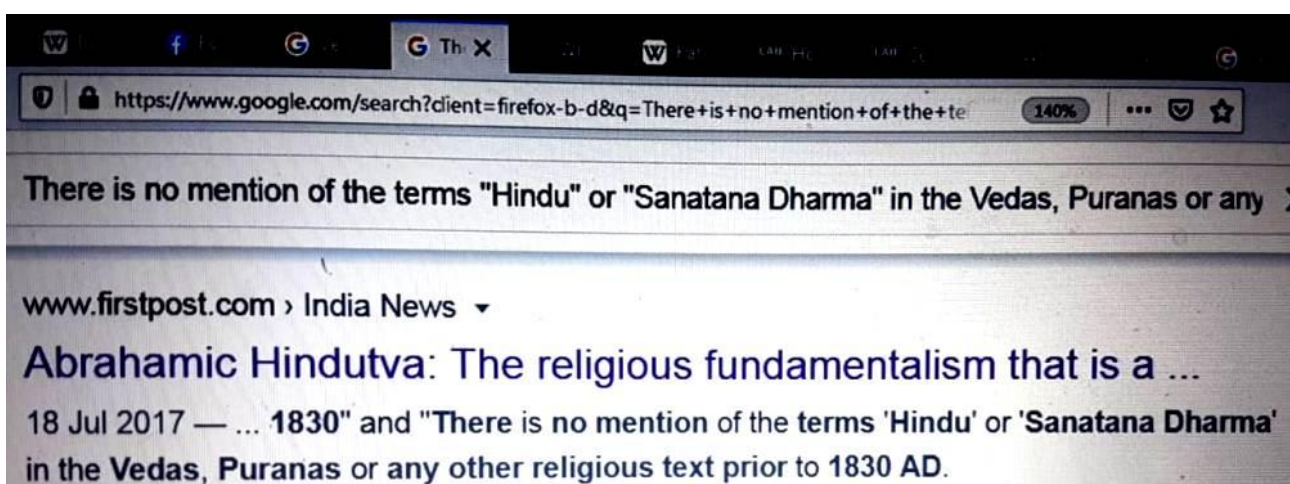 Th
https://www.google.com/search?client=firefox-b-d&q=There+is+no+mention+of+the+te
140%
There is no mention of the terms "Hindu" or "Sanatana Dharma" in the Vedas, Puranas or any
www.firstpost.com › India News
Abrahamic Hindutva: The religious fundamentalism that is a ...
18 Jul 2017 — ... 1830" and "There is no mention of the terms 'Hindu' or 'Sanatana Dharma'
in the Vedas, Puranas or any other religious text prior to 1830 AD.